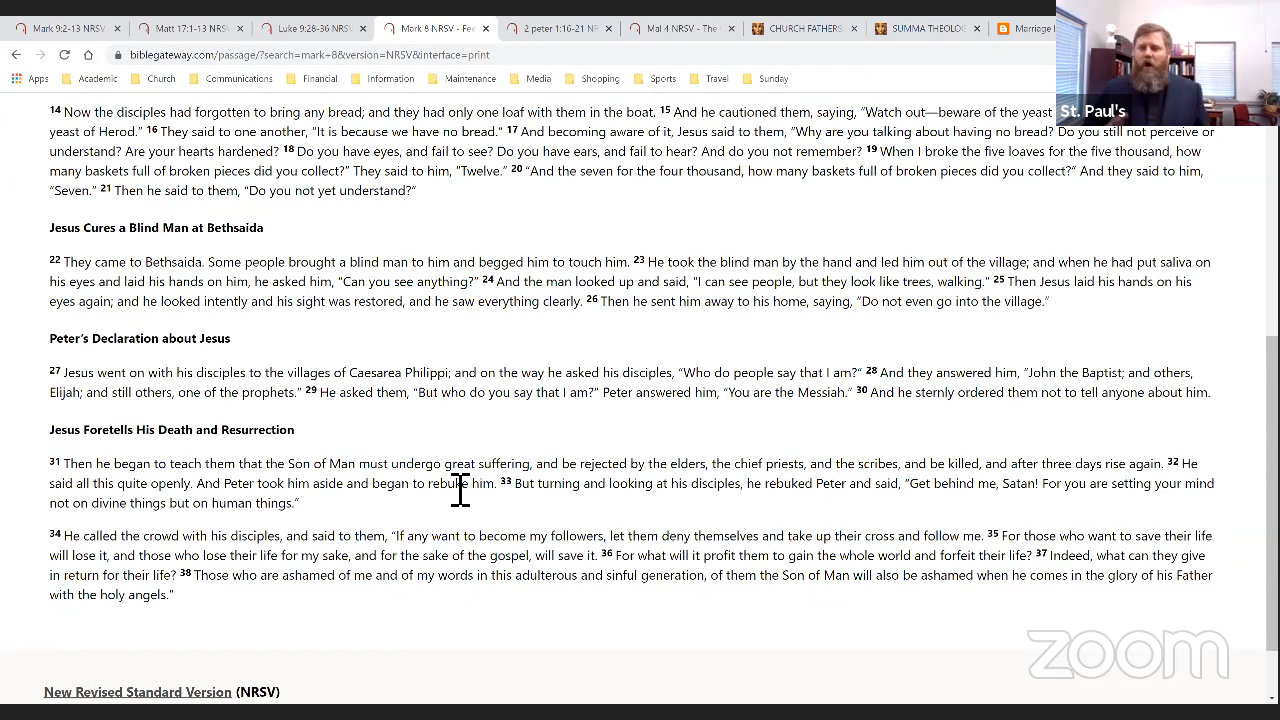 Mark 9:2-13 NRSV
Matt 17:1.13 NRSV
Luke 9:28-36 NRSV
Mark 8 NRSV - Fee
2 peter 1:16-21 NRSV
Mal 4 NRSV - The
CHURCH FATHERS
SUMMA THEOLOG
Marriage
Apps
Academic
Church
Communication
Financial
Formation
Maintenance
Sunday
14 Now the disciples had forgotten to bring any bread; and they had only one loaf with them in the boat. 15 And he cautioned them, saying, “Watch out—beware of the yeast
yeast of Herod.” 16 They said to one another, “It is because we have no bread.” 17 And becoming aware of it, Jesus said to them, “Why are you talking about having no bread? Do you still not perceive or
understand? Are your hearts hardened? 18 Do you have eyes, and fail to see? Do you have ears, and fail to hear? And do you not remember? 19 When I broke the five loaves for the five thousand, how
many baskets full of broken pieces did you collect?” They said to him, “Twelve.” 20 “And the seven for the four thousand, how many baskets full of broken pieces did you collect?” And they said to him,
“Seven.” 21 Then he said to them, “Do you not yet understand?”
Jesus Cures a Blind Man at Bethsaida
22 They came to Bethsaida. Some people brought a blind man to him and begged him to touch him. 23 He took the blind man by the hand and led him out of the village; and when he had put saliva on
his eyes and laid his hands on him, he asked him, “Can you see anything?” 24 And the man looked up and said, “I can see people, but they look like trees, walking.” 25 Then Jesus laid his hands on his
eyes again; and he looked intently and his sight was restored, and he saw everything clearly. 26 Then he sent him away to his home, saying, “Do not even go into the village.”
Peter’s Declaration about Jesus
27 Jesus went on with his disciples to the villages of Caesarea Philippi; and on the way he asked his disciples, “Who do people say that I am?” 28 And they answered him, “John the Baptist; and others,
Elijah; and still others, one of the prophets.” 29 He asked them, “But who do you say that I am?” Peter answered him, “You are the Messiah.” 30 And he sternly ordered them not to tell anyone about him.
Jesus Foretells His Death and Resurrection
31 Then he began to teach them that the Son of Man must undergo great suffering, and be rejected by the elders, the chief priests, and the scribes, and be killed, and after three days rise again. 32 He
said all this quite openly. And Peter took him aside and began to rebuke him. 33 But turning and looking at his disciples, he rebuked Peter and said, “Get behind me, Satan! For you are setting your mind
not on divine things but on human things.”
34 He called the crowd with his disciples, and said to them, “If any want to become my followers, let them deny themselves and take up their cross and follow me. 35 For those who want to save their life
will lose it, and those who lose their life for my sake, and for the sake of the gospel, will save it. 36 For what will it profit them to gain the whole world and forfeit their life? 37 Indeed, what can they give
in return for their life? 38 Those who are ashamed of me and of my words in this adulterous and sinful generation, of them the Son of Man will also be ashamed when he comes in the glory of his Father
with the holy angels.”
New Revised Standard Version (NRSV)
St. Paul's
zoom